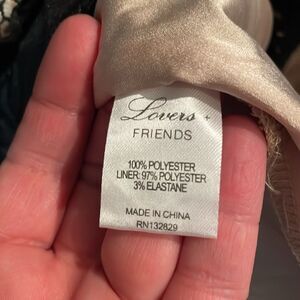 Lovers +
FRIENDS
100% POLYESTER
LINER: 97% POLYESTER
3% ELASTANE
MADE IN CHINA
RN132829